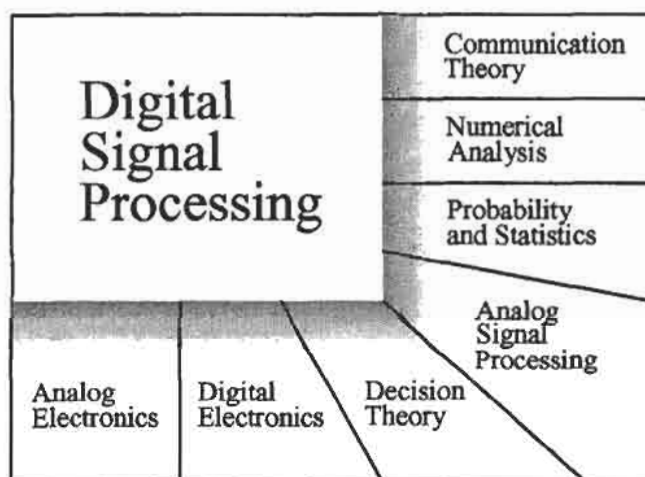 Digital
Signal
Processing
Communication
Theory
Numerical
Analysis
Probability
and Statistics
Analog
Signal
Processing
Decision
Theory
Digital
Electronics
Analog
Electronics